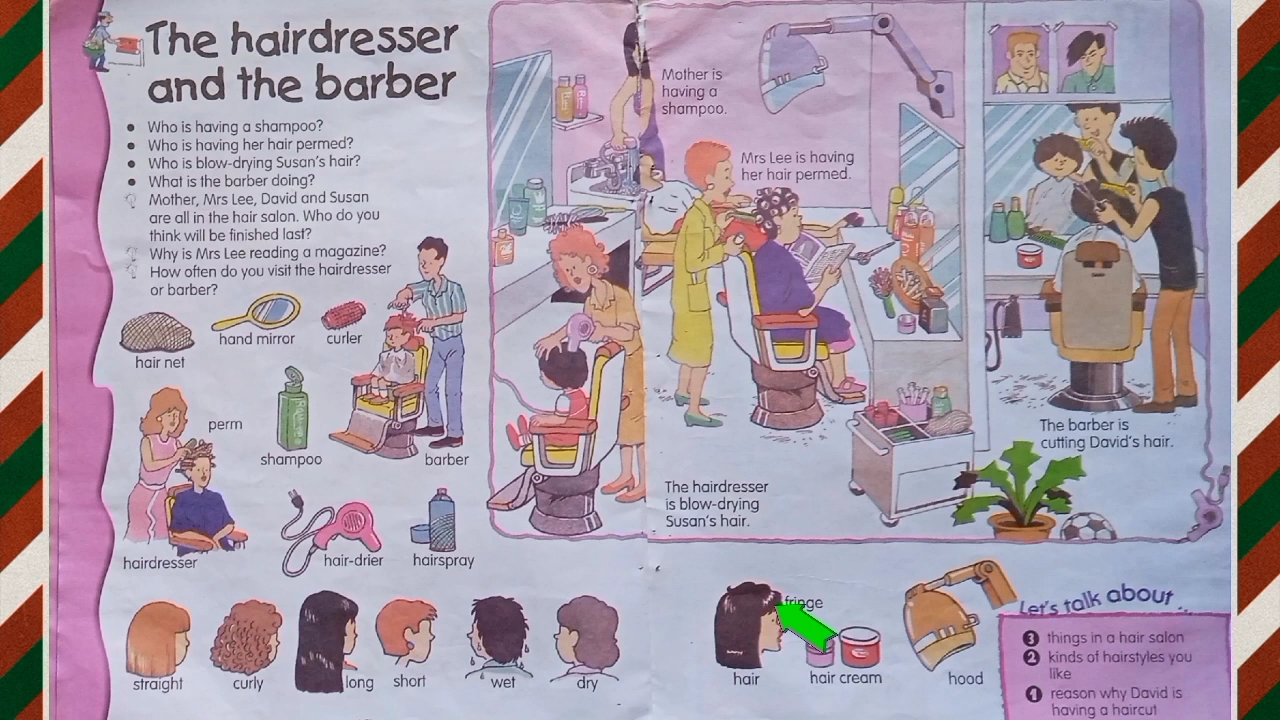 The hairdresser
and the barber
• Who is having a shampoo?
• Who is having her hair permed?
• Who is blow-drying Susan's hair?
• What is the barber doing?
Mother, Mrs Lee, David and Susan
are all in the hair salon. Who do you
think will be finished last?
Why is Mrs Lee reading a magazine?
How often do you visit the hairdresser
or barber?
hair net
hand mirror
curler
perm
shampoo
barber
hairdresser
hair-drier
hairspray
straight
curly
long
short
wet
dry
Mother is
having a
shampoo.
Mrs Lee is having
her hair permed.
The barber is
cutting David's hair.
The hairdresser
is blow-drying
Susan's hair.
fringe
hair
hair cream
hood
Let's talk about...
3 things in a hair salon
2 kinds of hairstyles you
like
1 reason why David is
having a haircut